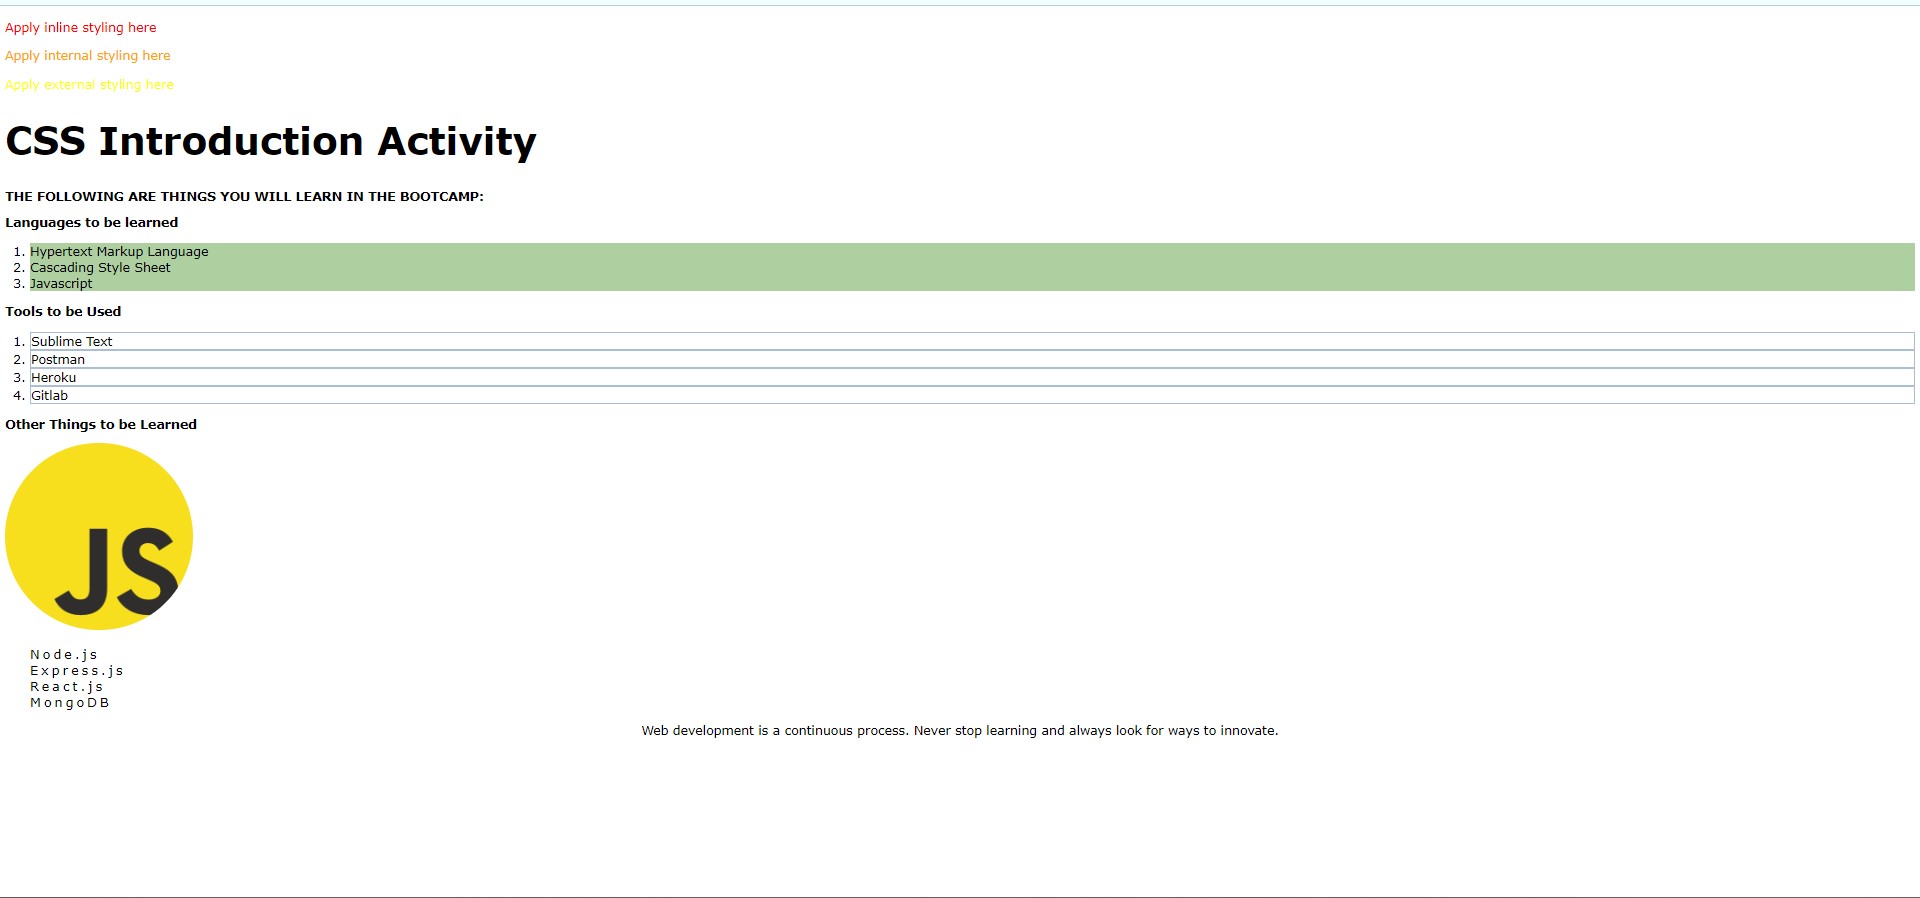 Apply inline styling here
Apply internal styling here
Apply external styling here
CSS Introduction Activity
THE FOLLOWING ARE THINGS YOU WILL LEARN IN THE BOOTCAMP:
Languages to be learned
1. Hypertext Markup Language
2. Cascading Style Sheet
3. Javascript
Tools to be Used
1. Sublime Text
2. Postman
3. Heroku
4. Gitlab
Other Things to be Learned
JS
Node.js
Express.js
React.js
MongoDB
Web development is a continuous process. Never stop learning and always look for ways to innovate.